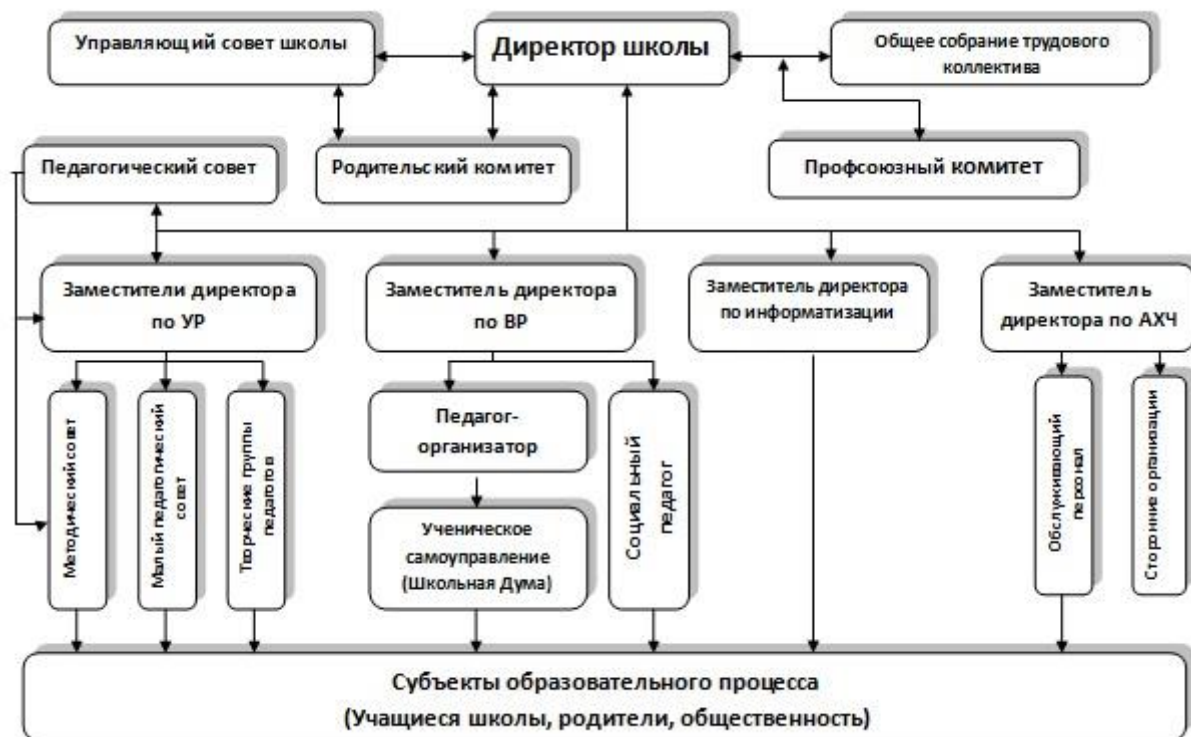 Управляющий совет школы
Директор школы
Общее собрание трудового
коллектива
Педагогический совет
Родительский комитет
Профсоюзный комитет
Заместители директора
по УР
Заместитель директора
по ВР
Заместитель директора
по информатизации
Заместитель
директора по АХЧ
Методический совет
Малый педагогический
совет
Творческие группы
педагогов
Педагог-
организатор
Ученическое
самоуправление
(Школьная Дума)
Социальный
педагог
Обслуживающий
персонал
Сторонние организации
Субъекты образовательного процесса
(Учащиеся школы, родители, общественность)